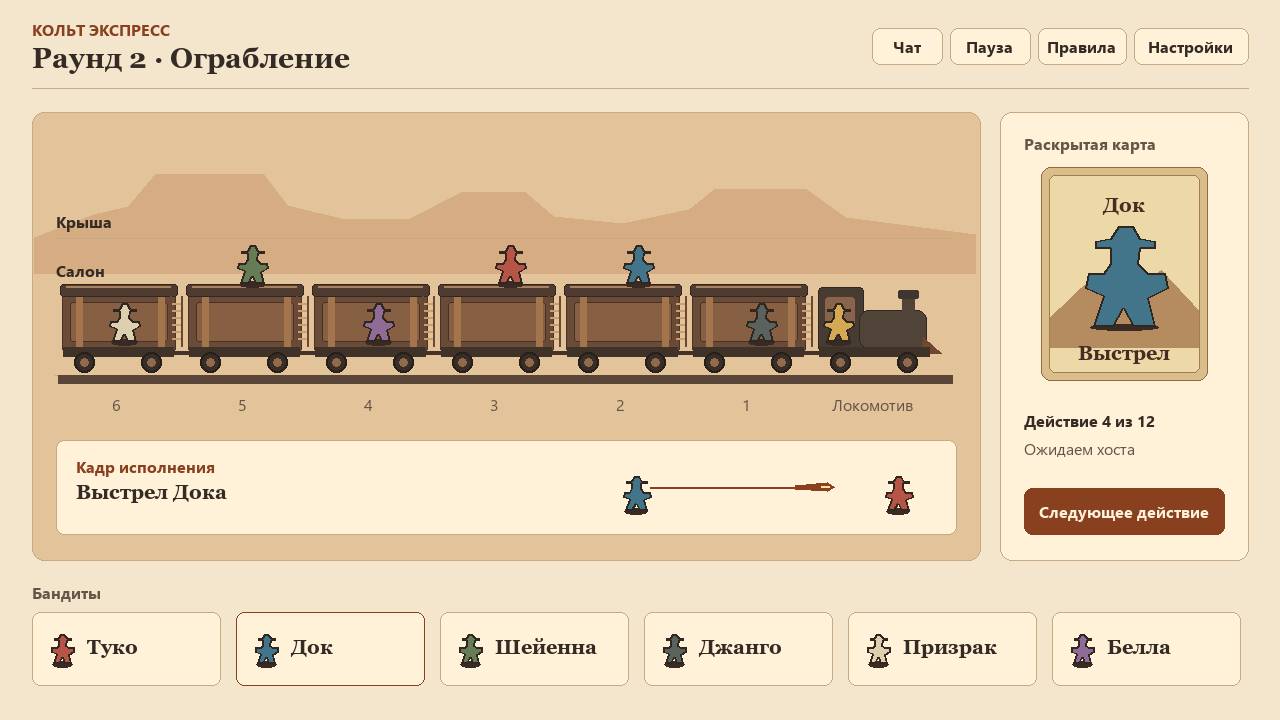 КОЛЬТ ЭКСПРЕСС
Раунд 2 · Ограбление
Чат
Пауза
Правила
Настройки
Крыша
Салон
6
5
4
3
2
1
Локомотив
Кадр исполнения
Выстрел Дока
Раскрытая карта
Док
Выстрел
Действие 4 из 12
Ожидаем хоста
Следующее действие
Бандиты
Туко
Док
Шейенна
Джанго
Призрак
Белла